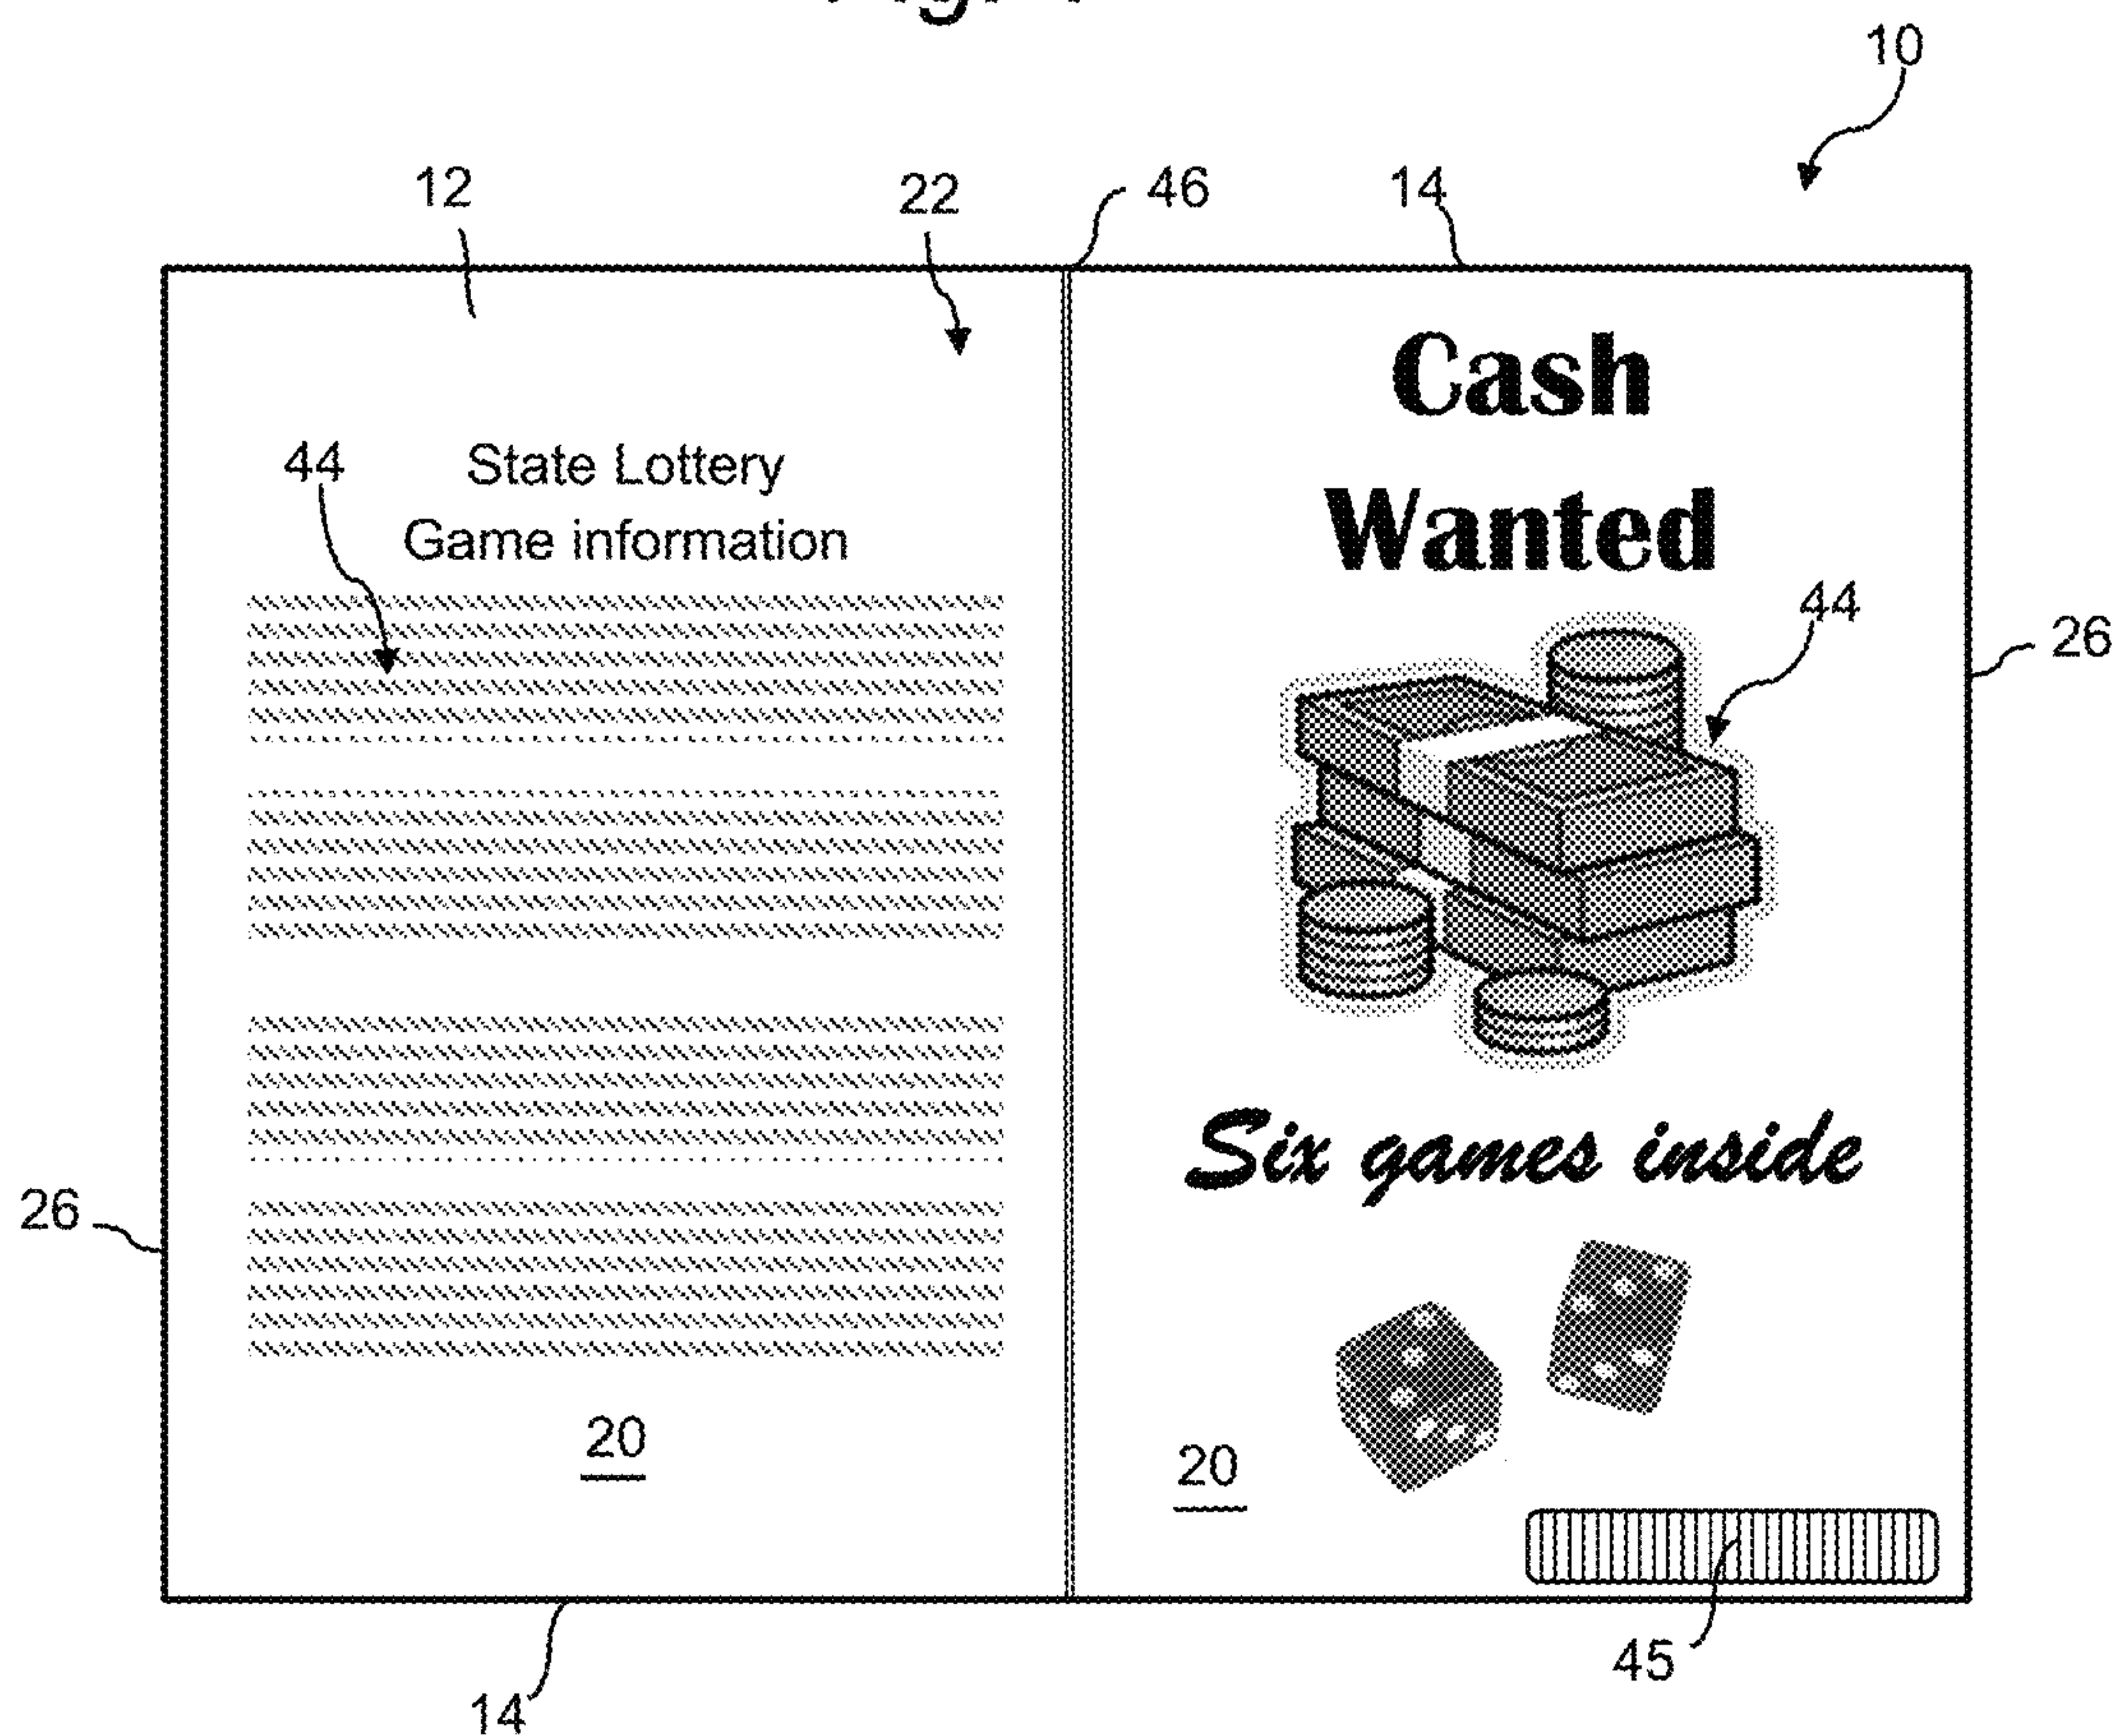 10
12
22
46
14
Cash
Wanted
44
State Lottery
Game information
44
26
Six games inside
26
20
20
45
14